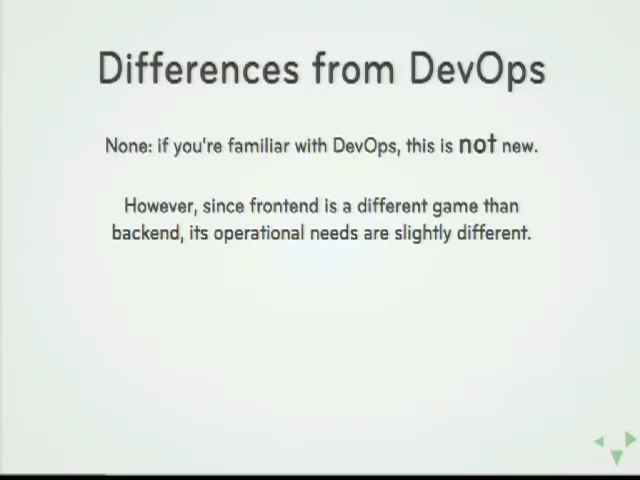 Differences from DevOps
None: if you're familiar with DevOps, this is not new.
However, since frontend is a different game than
backend, its operational needs are slightly different.